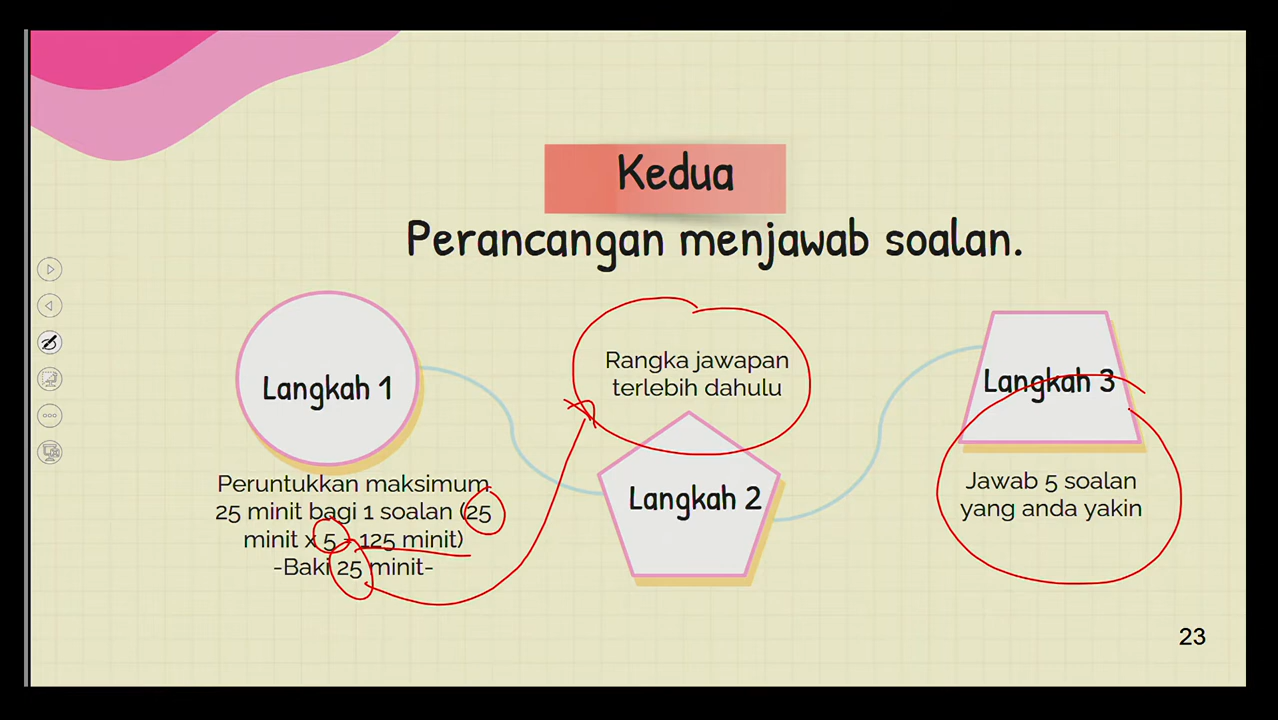 Kedua
Perancangan menjawab soalan.
Langkah 1
Peruntukkan maksimum
25 minit bagi 1 soalan (25
minit x 5 = 125 minit)
-Baki 25 minit-
Rangka jawapan
terlebih dahulu
Langkah 2
Langkah 3
Jawab 5 soalan
yang anda yakin
23